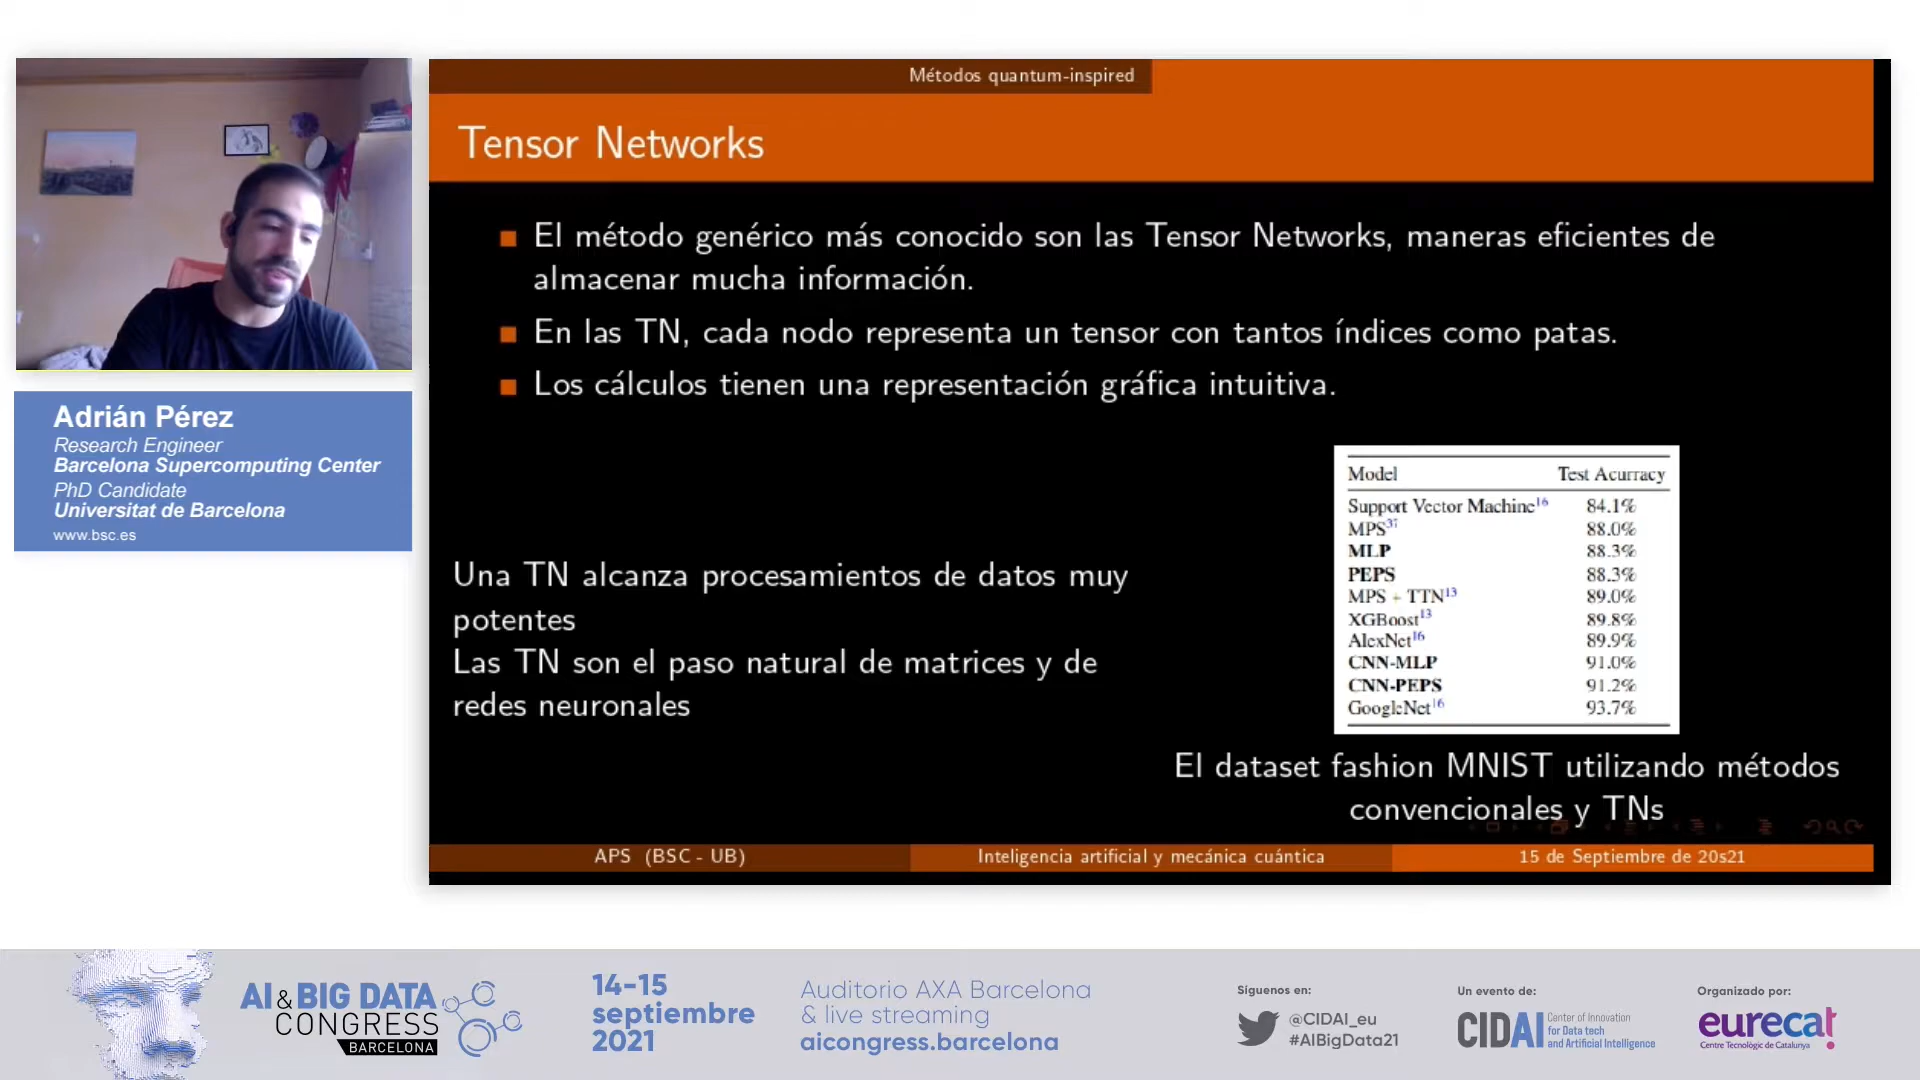 Métodos quantum-inspired
Tensor Networks
El método genérico más conocido son las Tensor Networks, maneras eficientes de
almacenar mucha información.
En las TN, cada nodo representa un tensor con tantos índices como patas.
Los cálculos tienen una representación gráfica intuitiva.
Una TN alcanza procesamientos de datos muy
potentes
Las TN son el paso natural de matrices y de
redes neuronales
Model Test Acurracy
Support Vector Machine16 84.1%
MPS37 88.0%
MLP 88.3%
PEPS 88.3%
MPS + TTN13 89.0%
XGBoost13 89.8%
AlexNet16 89.9%
CNN-MLP 91.0%
CNN-PEPS 91.2%
GoogleNet16 93.7%
El dataset fashion MNIST utilizando métodos
convencionales y TNs
APS (BSC - UB) Inteligencia artificial y mecánica cuántica 15 de Septiembre de 20s21
Adrián Pérez
Research Engineer
Barcelona Supercomputing Center
PhD Candidate
Universitat de Barcelona
www.bsc.es
AI & BIG DATA
CONGRESS
BARCELONA
14-15
septiembre
2021
Auditorio AXA Barcelona
& live streaming
aicongress.barcelona
Síguenos en:
@CIDAI_eu
#AIBigData21
Un evento de:
CIDAI
Center of Innovation
for Data tech
and Artificial Intelligence
Organizado por:
eurecat
Centre Tecnològic de Catalunya